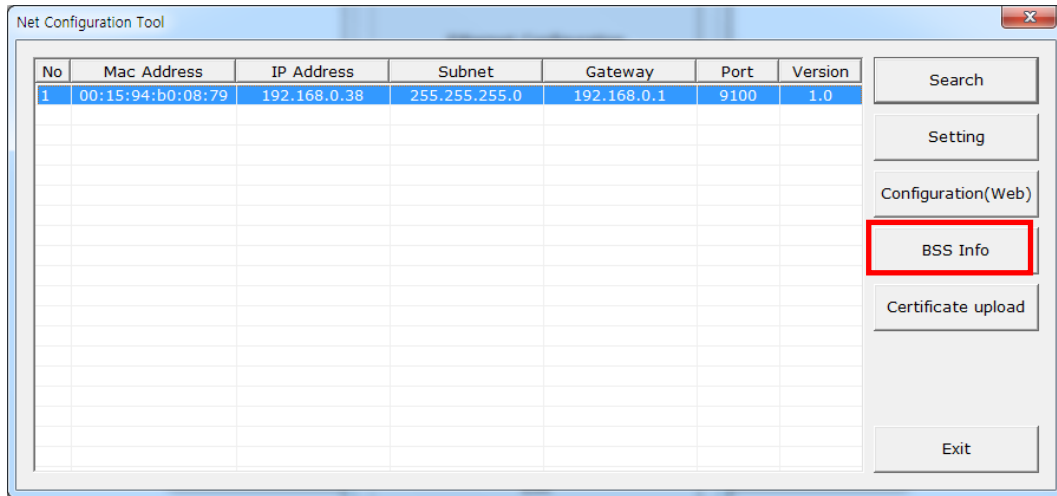 Net Configuration Tool
No Mac Address IP Address Subnet Gateway Port Version
1 00:15:94:b0:08:79 192.168.0.38 255.255.255.0 192.168.0.1 9100 1.0
Search
Setting
Configuration(Web)
BSS Info
Certificate upload
Exit